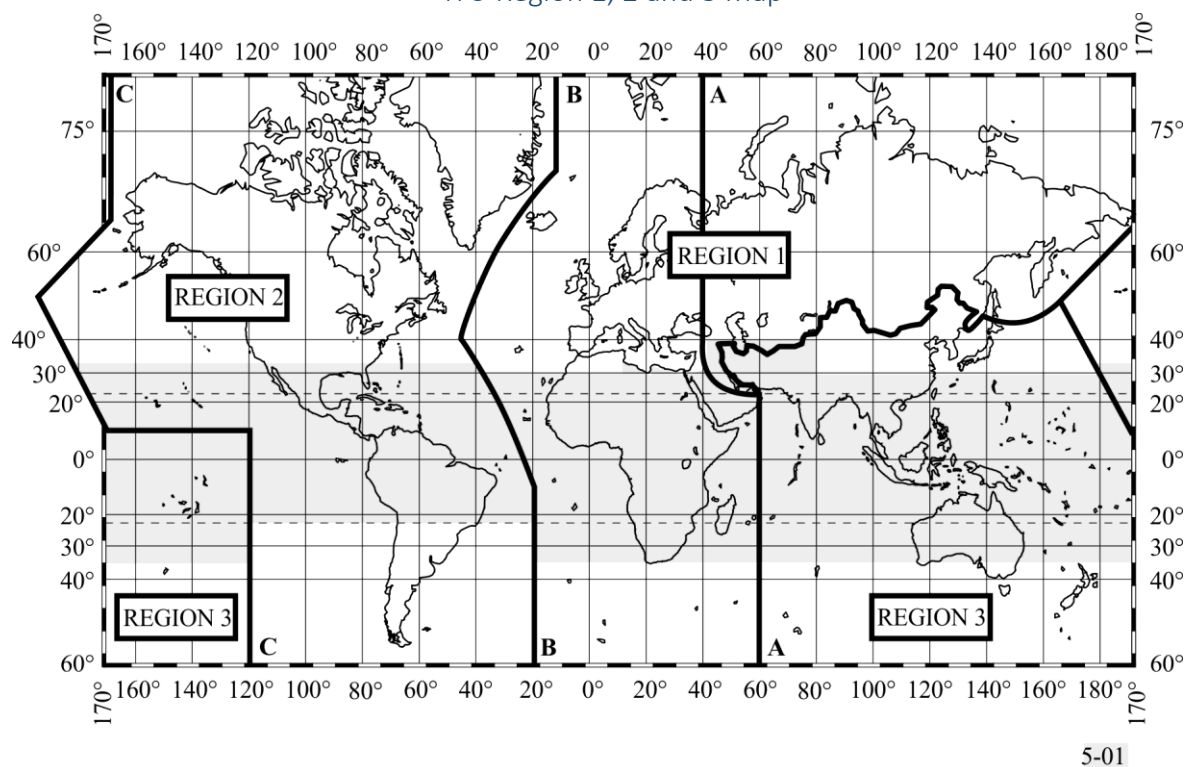 ITU Region 1, 2 and 3 Map
170° 160° 140° 120° 100° 80° 60° 40° 20° 0° 20° 40° 60° 80° 100° 120° 140° 160° 180° 170°
C B A
75° 75°
60° REGION 1 60°
REGION 2
40° 40°
30° 30°
20° 20°
0° 0°
20° 20°
30° 30°
40° 40°
REGION 3 REGION 3
C B A
60° 60°
170° 160° 140° 120° 100° 80° 60° 40° 20° 0° 20° 40° 60° 80° 100° 120° 140° 160° 180° 170°
5-01